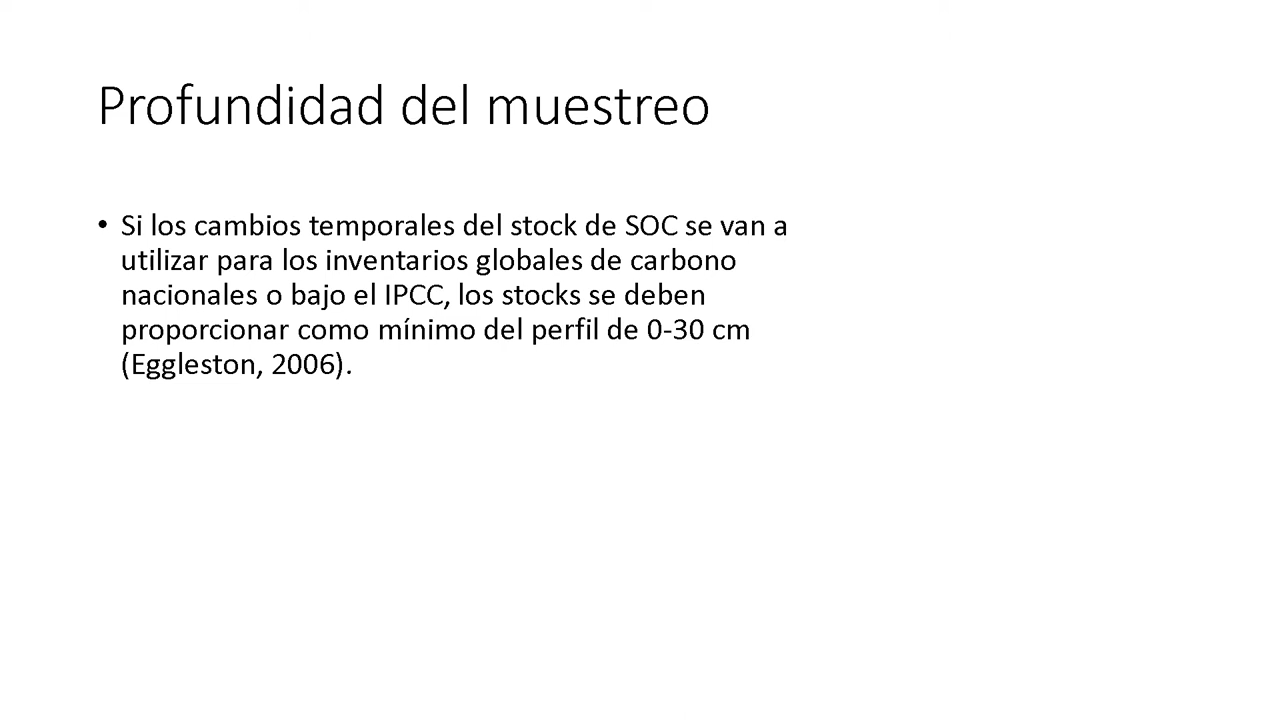 Profundidad del muestreo
• Si los cambios temporales del stock de SOC se van a
utilizar para los inventarios globales de carbono
nacionales o bajo el IPCC, los stocks se deben
proporcionar como mínimo del perfil de 0-30 cm
(Eggleston, 2006).